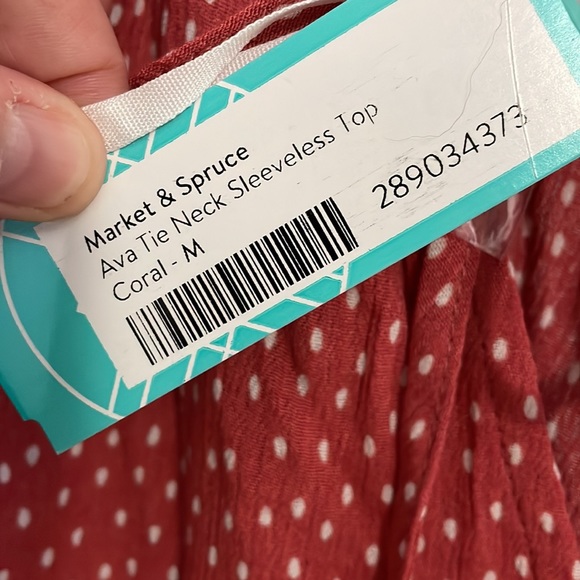 Market & Spruce
Ava Tie Neck Sleeveless Top
Coral - M
289034373